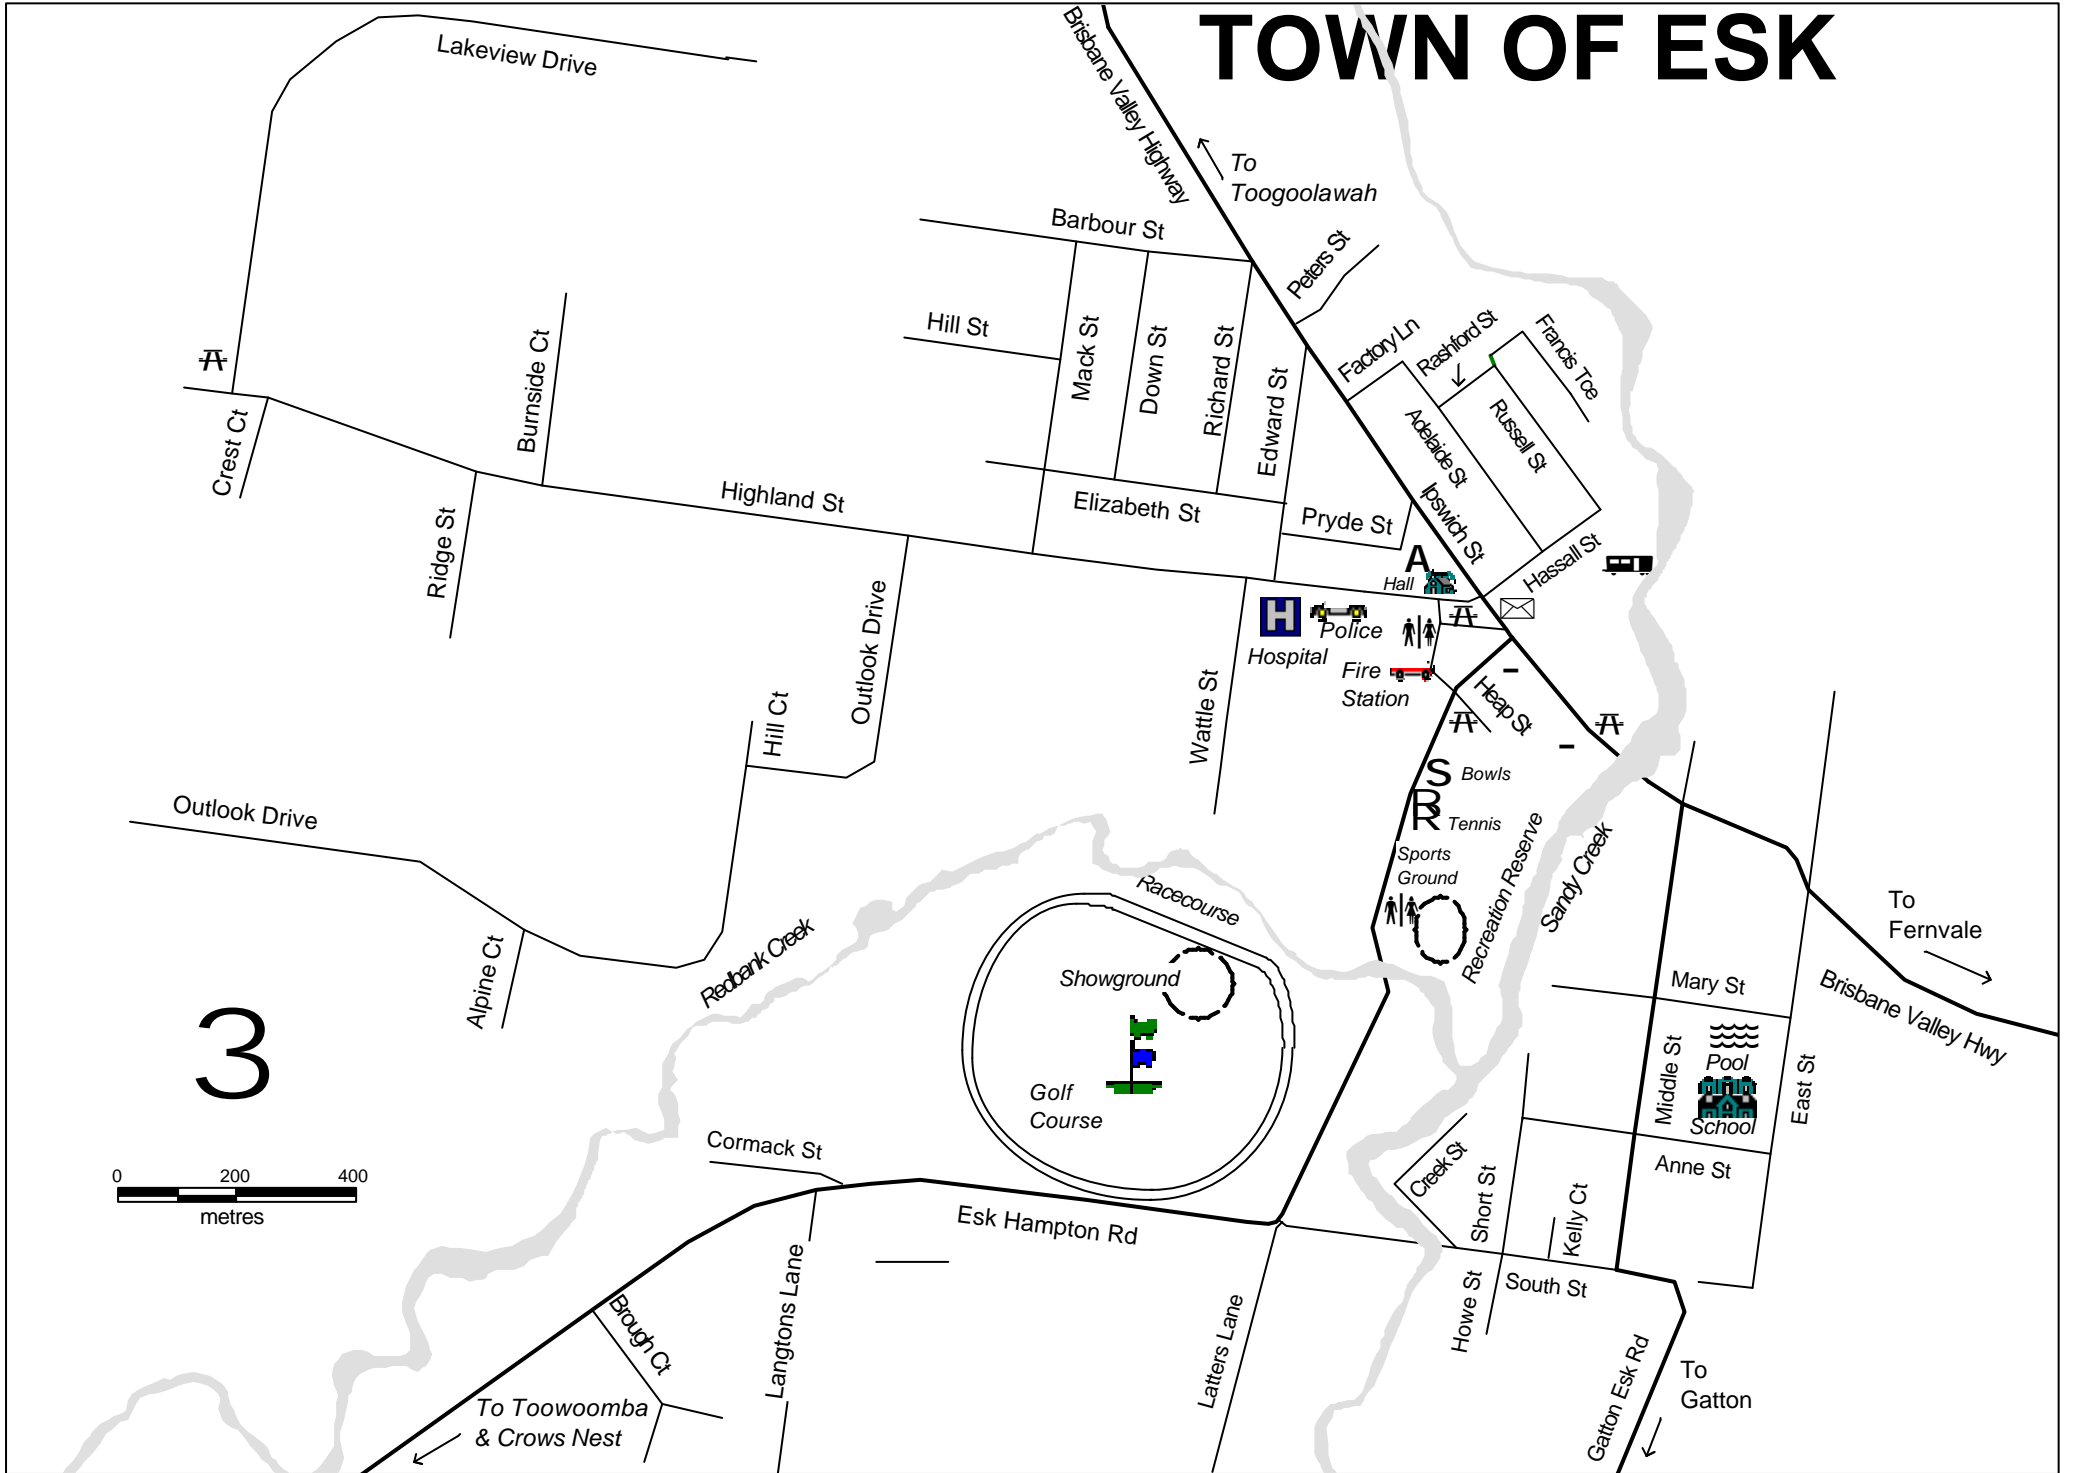 TOWN OF ESK
Lakeview Drive
Brisbane Valley Highway
To
Toogoolawah
Barbour St
Peters St
Hill St
Mack St
Down St
Richard St
Edward St
Factory Ln
Rashford St
Francis Tce
Adelaide St
Russell St
Ipswich St
Burnside Ct
Crest Ct
Ridge St
Highland St
Elizabeth St
Pryde St
A
Hall
Hassall St
H
Police
Hospital
Fire
Station
Heap St
Wattle St
Outlook Drive
Hill Ct
Outlook Drive
S
Bowls
R
Tennis
Sports
Ground
Recreation Reserve
Sandy Creek
Racecourse
Redbank Creek
Showground
Alpine Ct
To
Fernvale
Brisbane Valley Hwy
Mary St
Middle St
Pool
School
East St
Anne St
3
Golf
Course
Cormack St
0 200 400
metres
Esk Hampton Rd
Creek St
Short St
Kelly Ct
Howe St
South St
Langtons Lane
Latters Lane
Brough Ct
Gatton Esk Rd
To
Gatton
To Toowoomba
& Crows Nest